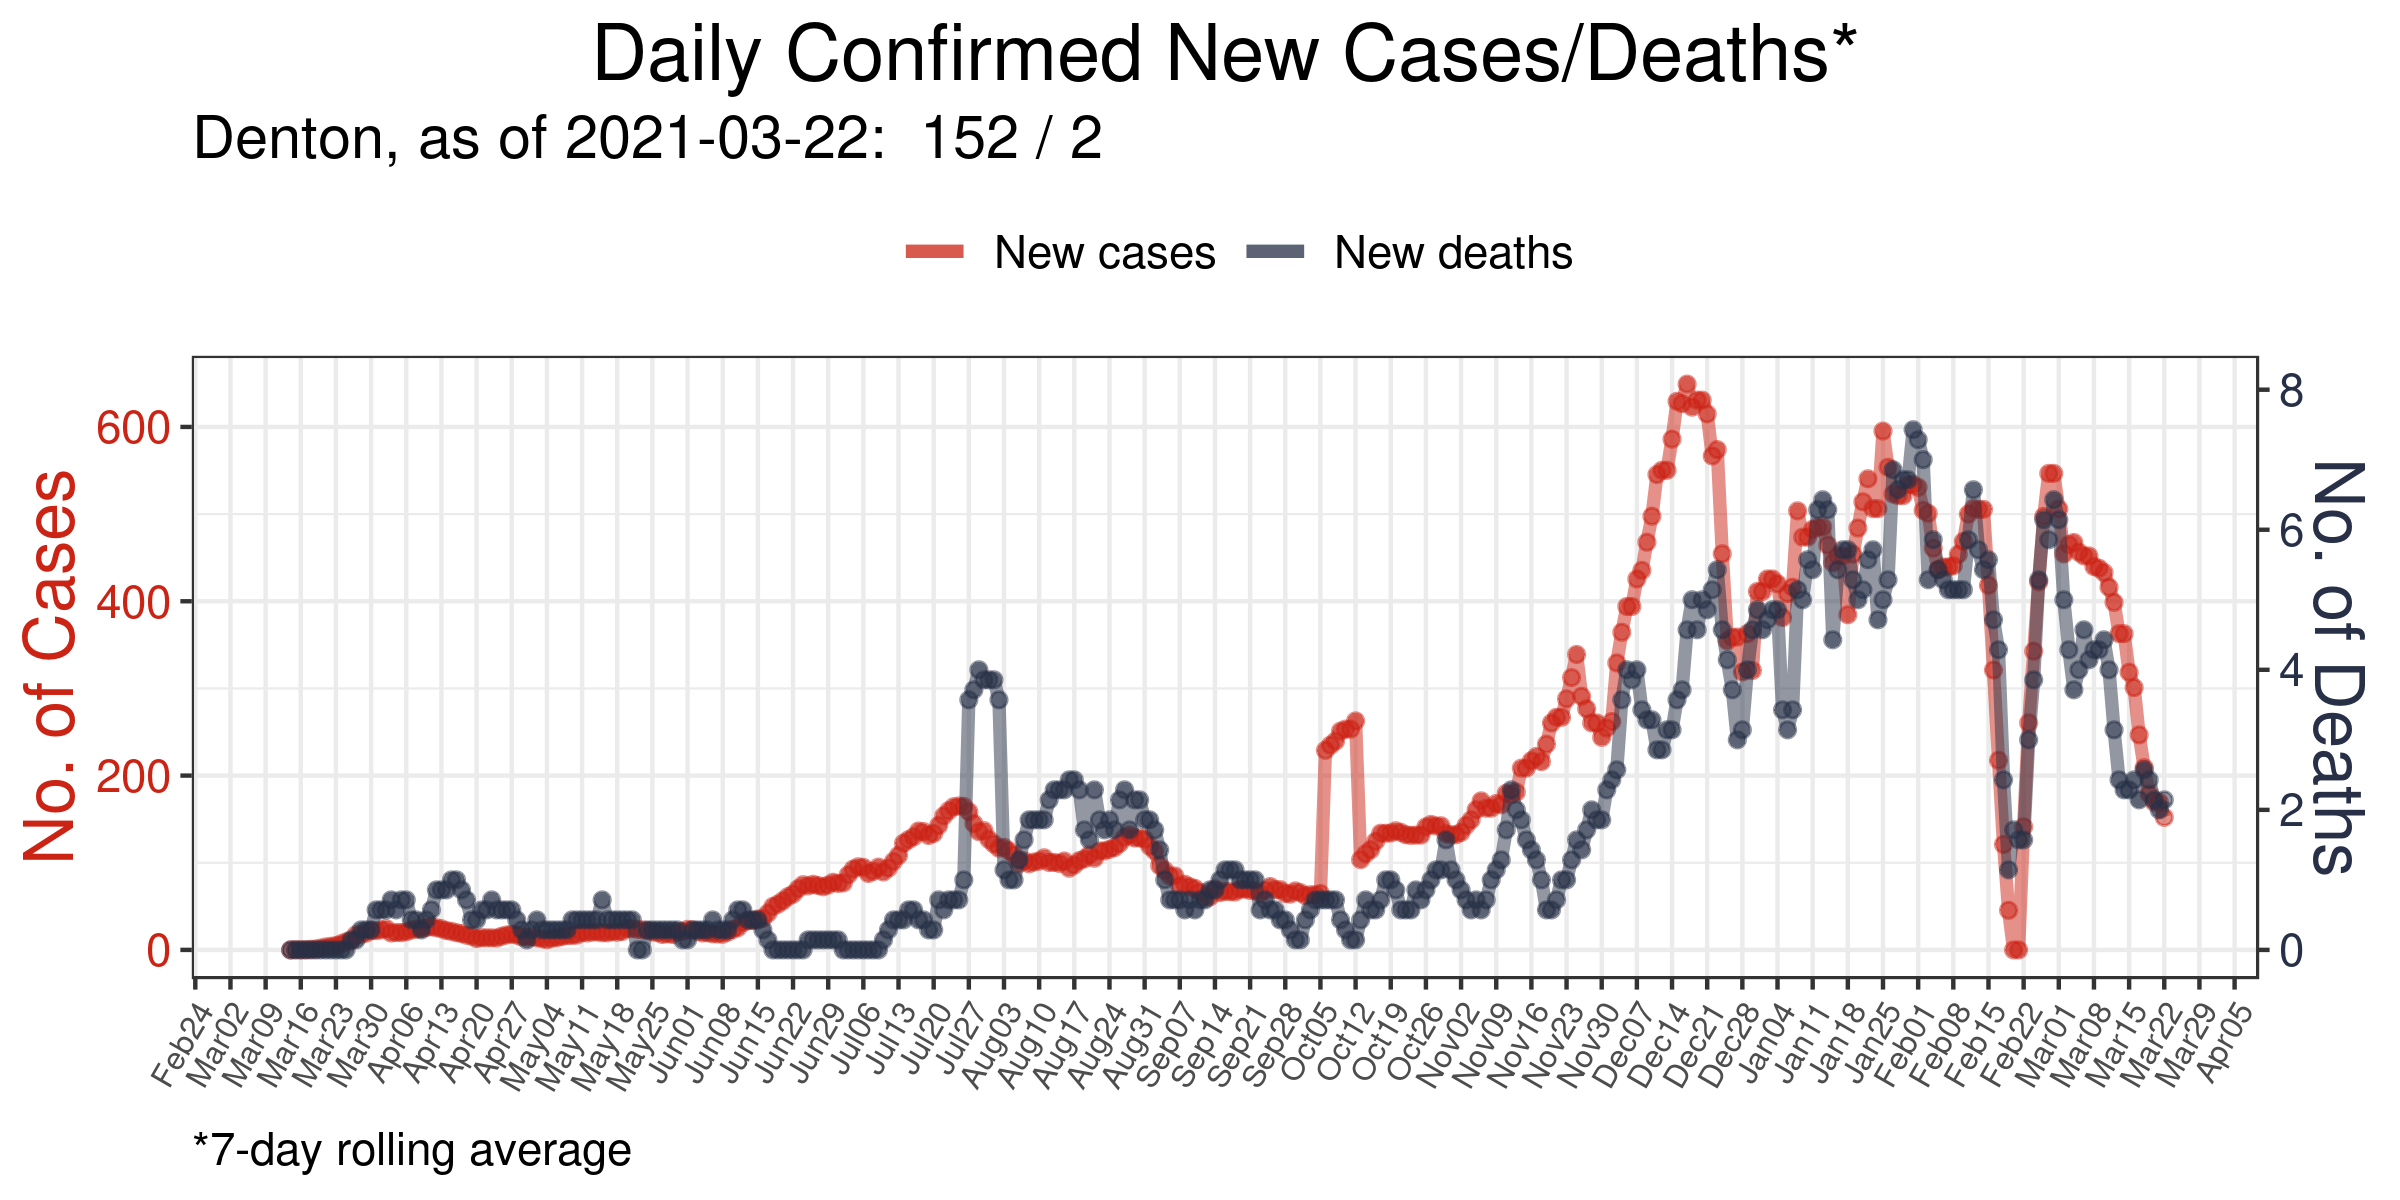 Daily Confirmed New Cases/Deaths*
Denton, as of 2021-03-22:  152 / 2
New cases
New deaths
No. of Cases
600
400
200
0
No. of Deaths
8
6
4
2
0
Feb24
Mar02
Mar09
Mar16
Mar23
Mar30
Apr06
Apr13
Apr20
Apr27
May04
May11
May18
May25
Jun01
Jun08
Jun15
Jun22
Jun29
Jul06
Jul13
Jul20
Jul27
Aug03
Aug10
Aug17
Aug24
Aug31
Sep07
Sep14
Sep21
Sep28
Oct05
Oct12
Oct19
Oct26
Nov02
Nov09
Nov16
Nov23
Nov30
Dec07
Dec14
Dec21
Dec28
Jan04
Jan11
Jan18
Jan25
Feb01
Feb08
Feb15
Feb22
Mar01
Mar08
Mar15
Mar22
Mar29
Apr05
*7-day rolling average